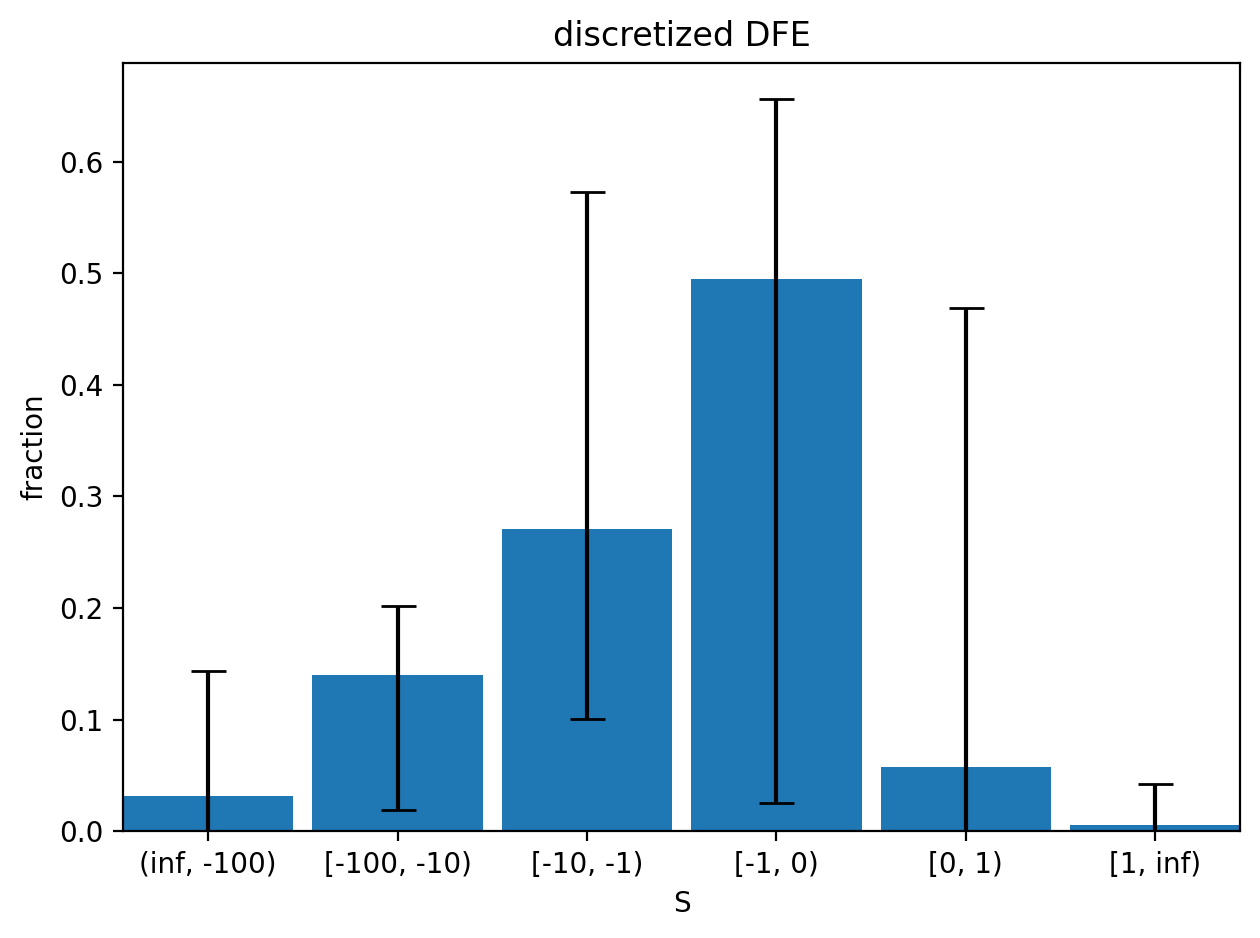 discretized DFE
fraction
0.6
0.5
0.4
0.3
0.2
0.1
0.0
(inf, -100) [-100, -10) [-10, -1) [-1, 0) [0, 1) [1, inf)
S